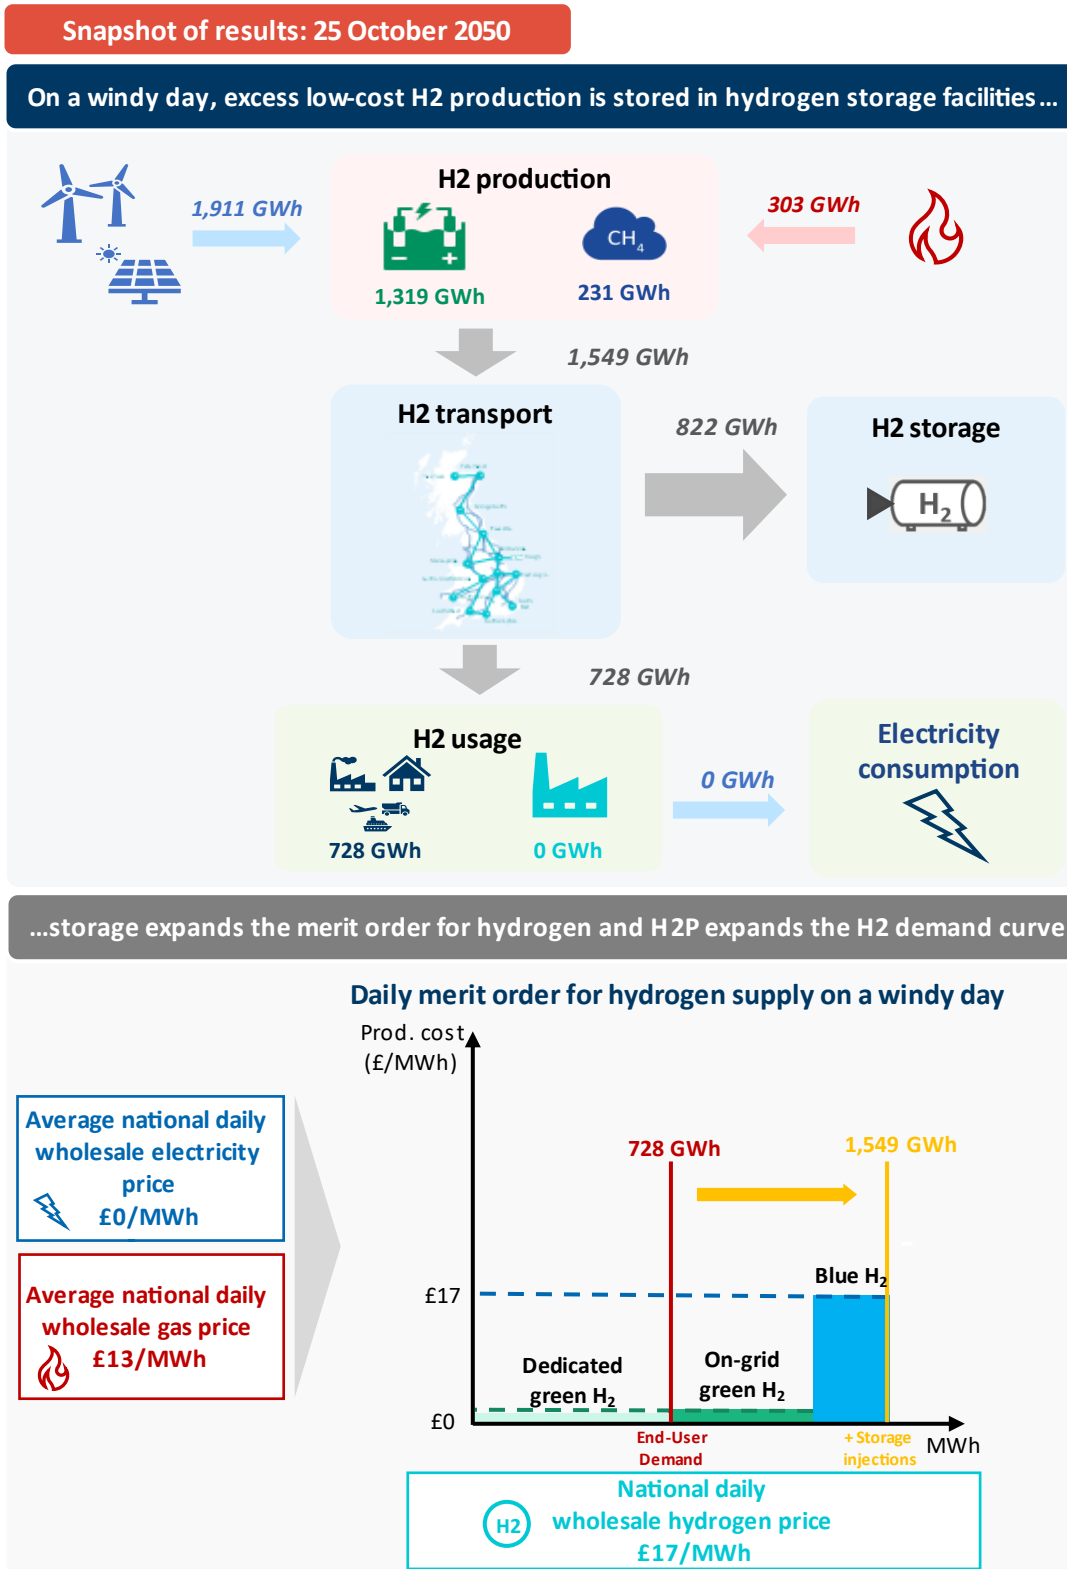 Snapshot of results: 25 October 2050
On a windy day, excess low-cost H2 production is stored in hydrogen storage facilities...
H2 production
1,911 GWh
303 GWh
CH4
1,319 GWh
231 GWh
1,549 GWh
H2 transport
822 GWh
H2 storage
H2
728 GWh
H2 usage
Electricity
consumption
0 GWh
728 GWh
0 GWh
...storage expands the merit order for hydrogen and H2P expands the H2 demand curve
Daily merit order for hydrogen supply on a windy day
Prod. cost
(£/MWh)
Average national daily
wholesale electricity
price
£0/MWh
Average national daily
wholesale gas price
£13/MWh
728 GWh
1,549 GWh
Blue H2
£17
Dedicated
green H2
On-grid
green H2
£0
End-User
Demand
+ Storage
injections
MWh
National daily
H2
wholesale hydrogen price
£17/MWh